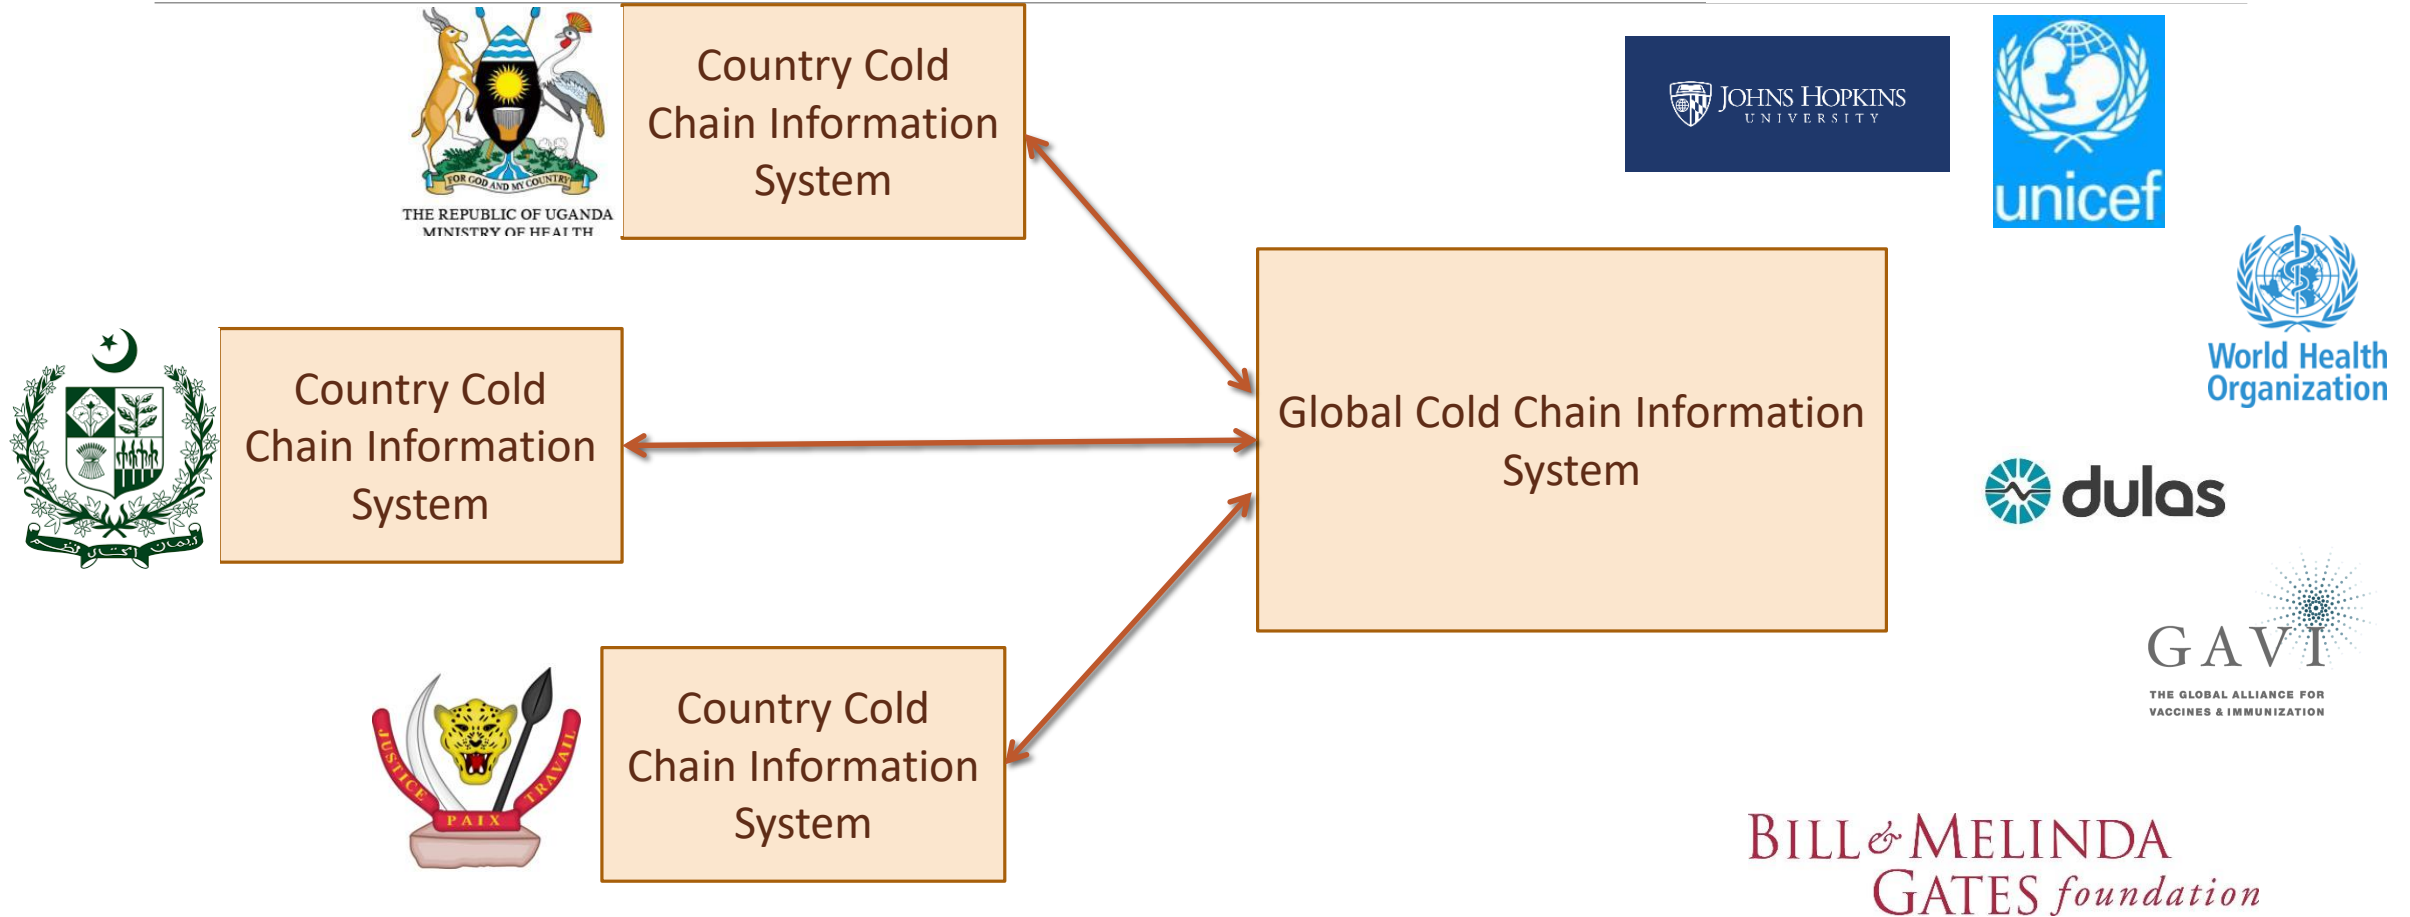 Country Cold
Chain Information
System
FOR GOD AND MY COUNTRY
THE REPUBLIC OF UGANDA
MINISTRY OF HEALTH
JOHNS HOPKINS
UNIVERSITY
unicef
World Health
Organization
Country Cold
Chain Information
System
Global Cold Chain Information
System
dulas
GAVI
THE GLOBAL ALLIANCE FOR
VACCINES & IMMUNIZATION
Country Cold
Chain Information
System
JUSTICE
PAIX
TRAVAIL
BILL & MELINDA
GATES foundation